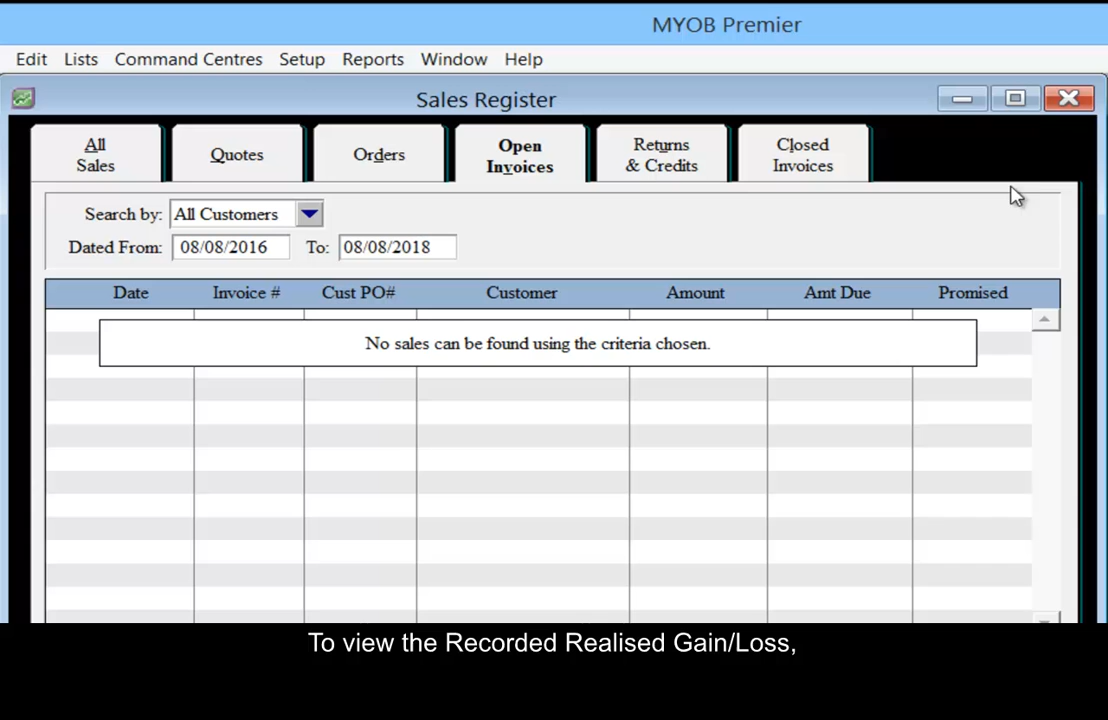 MYOB Premier
Edit Lists Command Centres Setup Reports Window Help
Sales Register
All Sales
Quotes
Orders
Open Invoices
Returns & Credits
Closed Invoices
Search by: All Customers
Dated From: 08/08/2016 To: 08/08/2018
Date Invoice # Cust PO# Customer Amount Amt Due Promised
No sales can be found using the criteria chosen.
To view the Recorded Realised Gain/Loss,